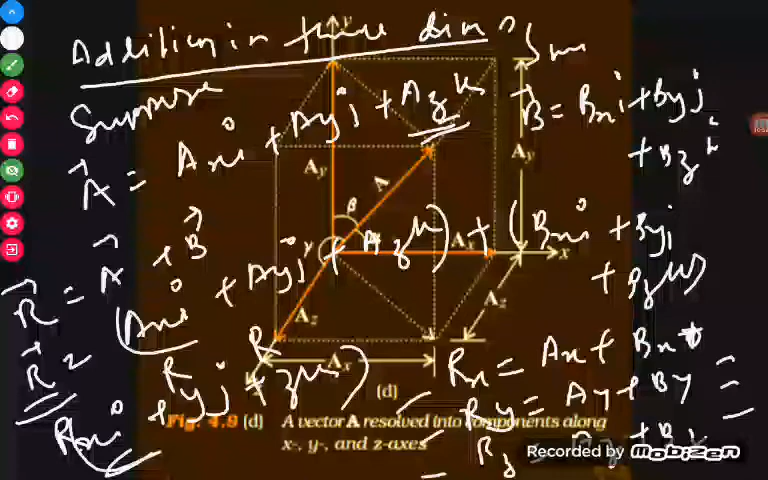 Addition in three dim
Suppose
A = Axi + Ayj + Azk B = Bxi + Byj
+ Bzk
R = A + B
(Axi + Ayj + Azk) + (Bxi + Byj
+ Bzk)
R =
Rxi + Ryj + Rzk)
Rx = Ax + Bx
Ry = Ay + By
Rz = Az + Bz
y
Ay
Ay
A
β
γ
Ax
x
Az
Az
Ax
(d)
Fig. 4.9 (d) A vector A resolved into components along
x-, y-, and z-axes
Recorded by mobizen